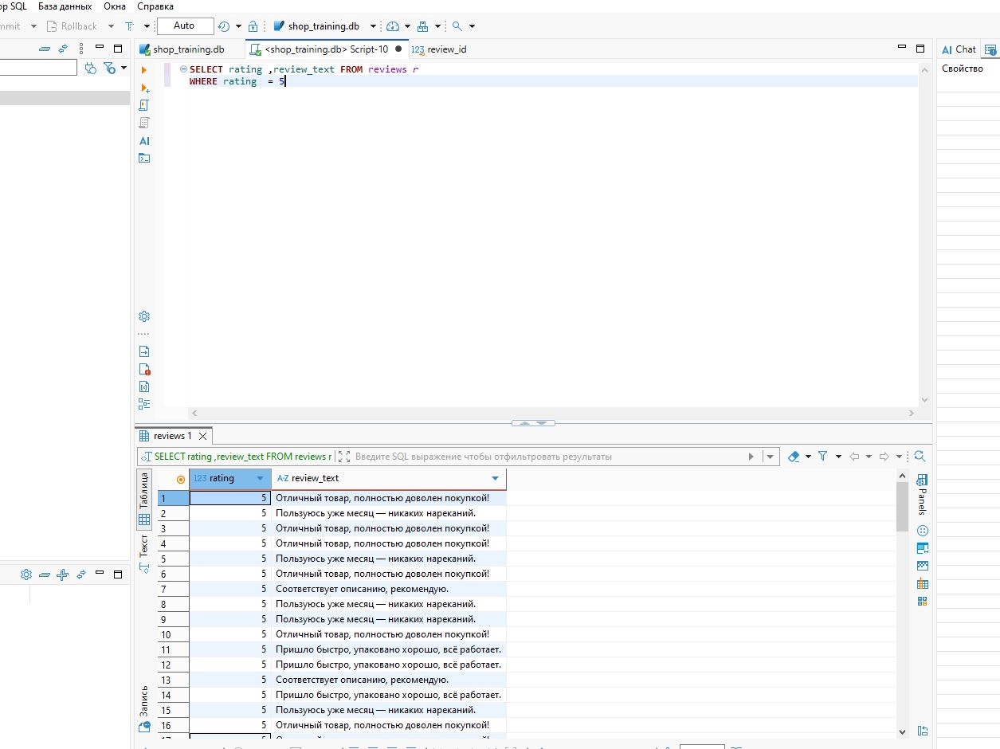 ор SQL База данных Окна Справка
mmit Rollback T Auto shop_training.db
shop_training.db <shop_training.db> Script-10 123 review_id AI Chat
Свойство
SELECT rating ,review_text FROM reviews r
WHERE rating = 5
AI
reviews 1
SELECT rating ,review_text FROM reviews r Введите SQL выражение чтобы отфильтровать результаты
Таблица
Текст
Запись
Panels
123 rating A-Z review_text
1 5 Отличный товар, полностью доволен покупкой!
2 5 Пользуюсь уже месяц — никаких нареканий.
3 5 Отличный товар, полностью доволен покупкой!
4 5 Отличный товар, полностью доволен покупкой!
5 5 Пользуюсь уже месяц — никаких нареканий.
6 5 Отличный товар, полностью доволен покупкой!
7 5 Соответствует описанию, рекомендую.
8 5 Пользуюсь уже месяц — никаких нареканий.
9 5 Пользуюсь уже месяц — никаких нареканий.
10 5 Отличный товар, полностью доволен покупкой!
11 5 Пришло быстро, упаковано хорошо, всё работает.
12 5 Пришло быстро, упаковано хорошо, всё работает.
13 5 Соответствует описанию, рекомендую.
14 5 Пришло быстро, упаковано хорошо, всё работает.
15 5 Пользуюсь уже месяц — никаких нареканий.
16 5 Отличный товар, полностью доволен покупкой!